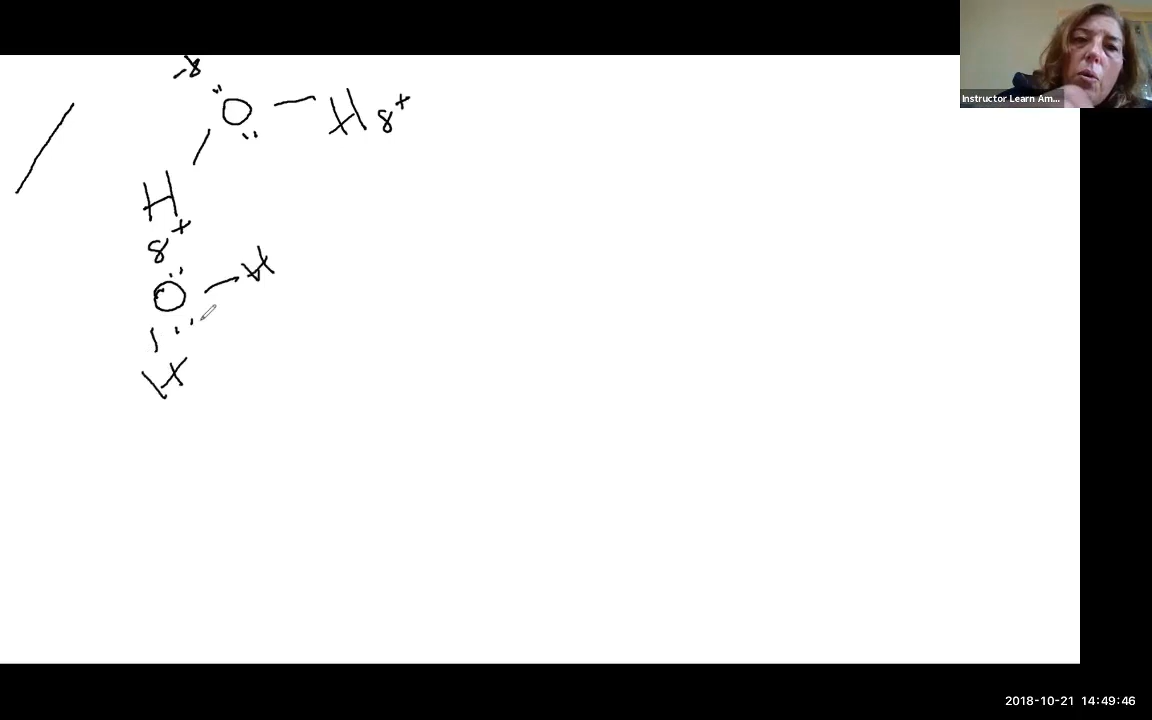 -δ
O — H δ+
H
δ+
O — H
H
Instructor Learn Am...
2018-10-21 14:49:46